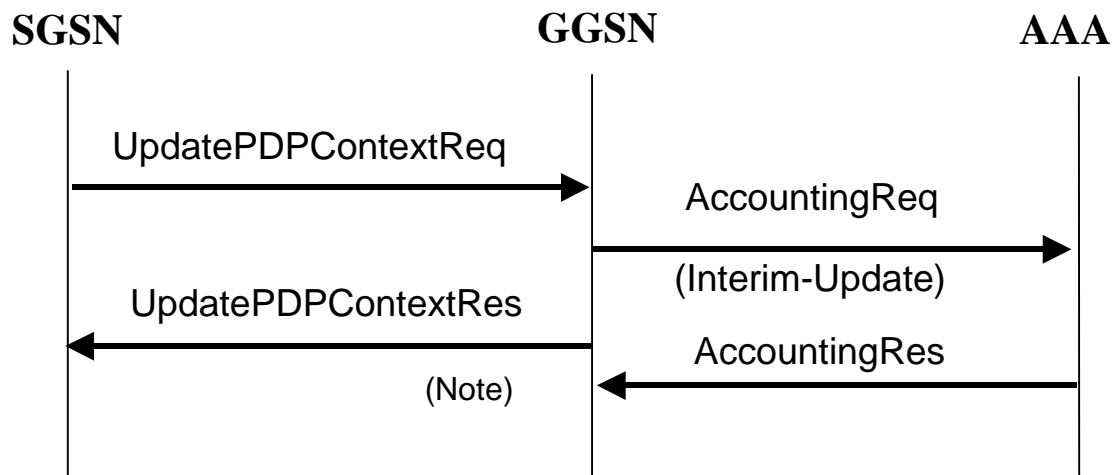 SGSN
GGSN
AAA
UpdatePDPContextReq
AccountingReq
(Interim-Update)
UpdatePDPContextRes
AccountingRes
(Note)